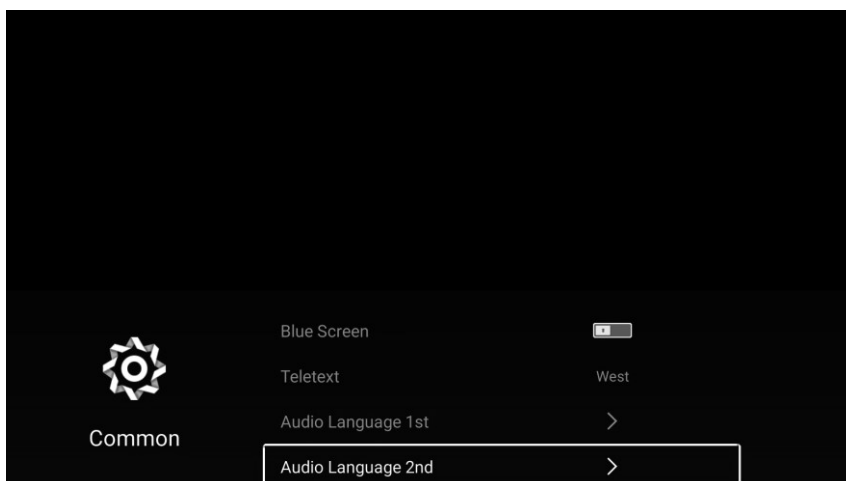 Blue Screen
Teletext West
Audio Language 1st
Common
Audio Language 2nd